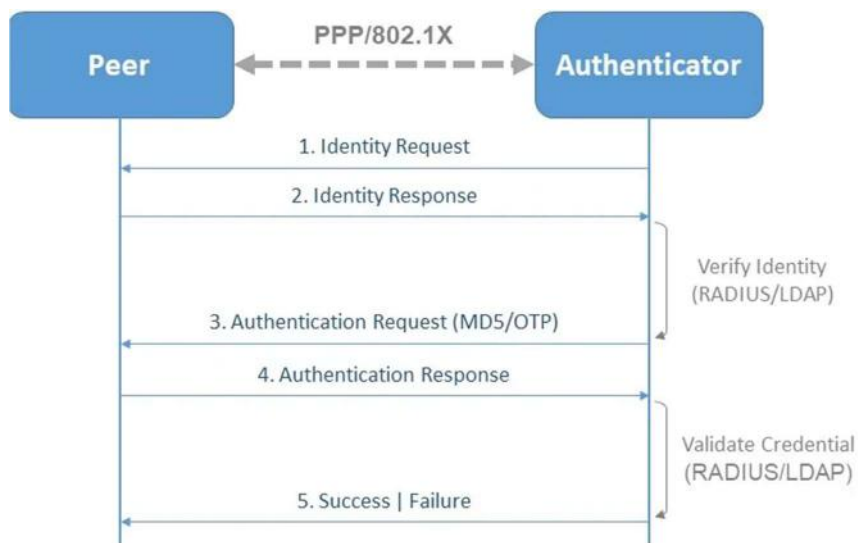 PPP/802.1X
Peer
Authenticator
1. Identity Request
2. Identity Response
Verify Identity
(RADIUS/LDAP)
3. Authentication Request (MD5/OTP)
4. Authentication Response
Validate Credential
(RADIUS/LDAP)
5. Success | Failure